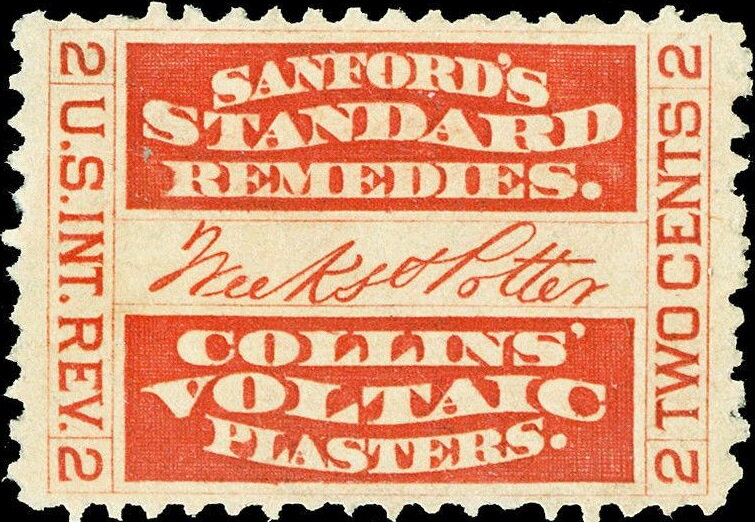 2 U.S. INT. REV. 2
SANFORD'S
STANDARD
REMEDIES.
Weeks & Potter
COLLINS'
VOLTAIC
PLASTERS.
2 TWO CENTS 2